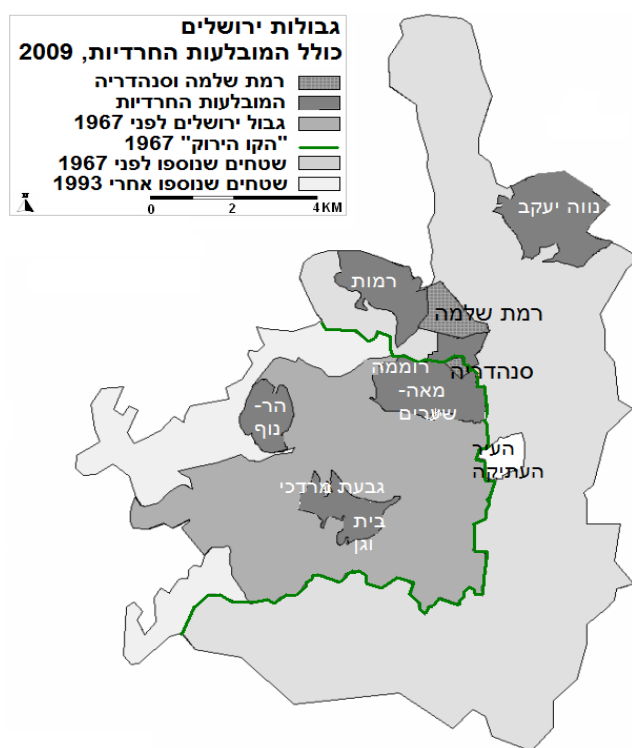 גבולות ירושלים
כולל המובלעות החרדיות, 2009
רמת שלמה וסנהדריה
המובלעות החרדיות
גבול ירושלים לפני 1967
"הקו הירוק" 1967
שטחים שנוספו לפני 1967
שטחים שנוספו אחרי 1993
0 2 4 KM
נווה יעקב
רמות
רמת שלמה
סנהדריה
רוממה
מאה-
שערים
הר-
נוף
העיר
העתיקה
גבעת מרדכי
בית
וגן